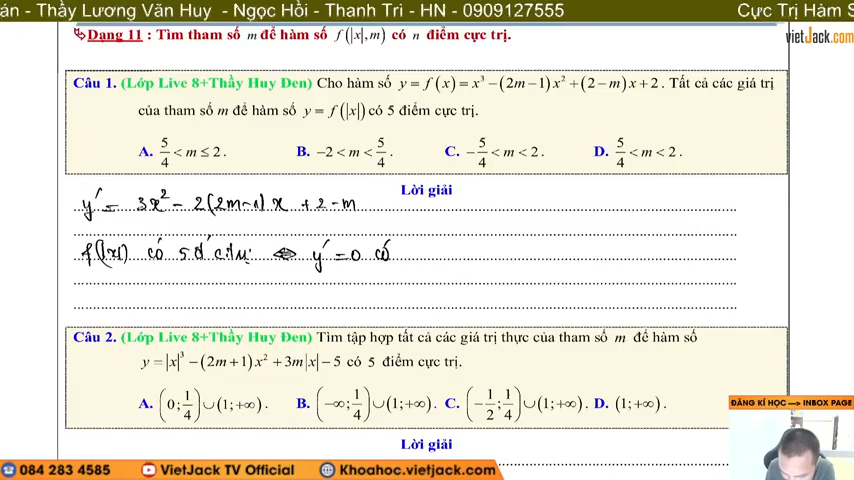 án - Thầy Lương Văn Huy - Ngọc Hồi - Thanh Trì - HN - 0909127555 Cực Trị Hàm S
Dạng 11 : Tìm tham số m để hàm số f(|x|,m) có n điểm cực trị.
vietJack.com
Câu 1. (Lớp Live 8+Thầy Huy Đen) Cho hàm số y = f(x) = x³ − (2m−1)x² + (2−m)x + 2. Tất cả các giá trị
của tham số m để hàm số y = f(|x|) có 5 điểm cực trị.
A. 5/4 < m ≤ 2. B. −2 < m < 5/4. C. −5/4 < m < 2. D. 5/4 < m < 2.
Lời giải
y' = 3x² − 2(2m−1)x + 2−m
f(|x|) có 5 đ' ctrị ⇔ y' = 0 có
Câu 2. (Lớp Live 8+Thầy Huy Đen) Tìm tập hợp tất cả các giá trị thực của tham số m để hàm số
y = |x|³ − (2m+1)x² + 3m|x| − 5 có 5 điểm cực trị.
A. (0; 1/4) ∪ (1; +∞). B. (−∞; 1/4) ∪ (1; +∞). C. (−1/2; 1/4) ∪ (1; +∞). D. (1; +∞).
ĐĂNG KÍ HỌC ---> INBOX PAGE
Lời giải
084 283 4585 VietJack TV Official Khoahoc.vietjack.com